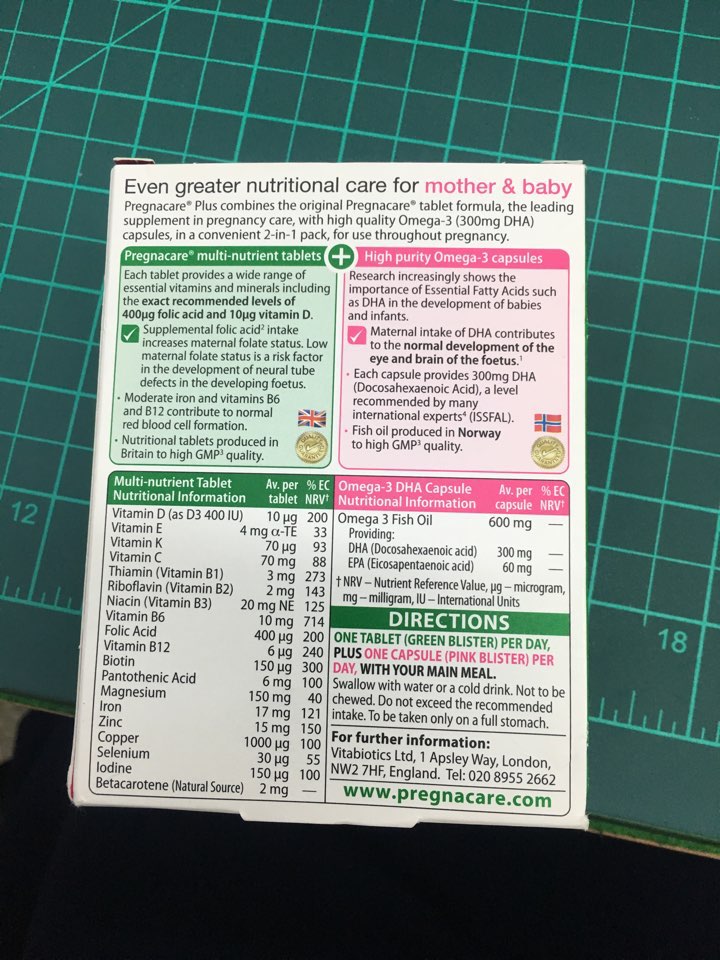 Even greater nutritional care for mother & baby
Pregnacare® Plus combines the original Pregnacare® tablet formula, the leading
supplement in pregnancy care, with high quality Omega-3 (300mg DHA)
capsules, in a convenient 2-in-1 pack, for use throughout pregnancy.
Pregnacare® multi-nutrient tablets
Each tablet provides a wide range of
essential vitamins and minerals including
the exact recommended levels of
400µg folic acid and 10µg vitamin D.
Supplemental folic acid² intake
increases maternal folate status. Low
maternal folate status is a risk factor
in the development of neural tube
defects in the developing foetus.
· Moderate iron and vitamins B6
and B12 contribute to normal
red blood cell formation.
· Nutritional tablets produced in
Britain to high GMP³ quality.
+
High purity Omega-3 capsules
Research increasingly shows the
importance of Essential Fatty Acids such
as DHA in the development of babies
and infants.
Maternal intake of DHA contributes
to the normal development of the
eye and brain of the foetus.¹
· Each capsule provides 300mg DHA
(Docosahexaenoic Acid), a level
recommended by many
international experts⁴ (ISSFAL).
· Fish oil produced in Norway
to high GMP³ quality.
Multi-nutrient Tablet Av. per % EC
Nutritional Information tablet NRV†
Vitamin D (as D3 400 IU) 10 µg 200
Vitamin E 4 mg α-TE 33
Vitamin K 70 µg 93
Vitamin C 70 mg 88
Thiamin (Vitamin B1) 3 mg 273
Riboflavin (Vitamin B2) 2 mg 143
Niacin (Vitamin B3) 20 mg NE 125
Vitamin B6 10 mg 714
Folic Acid 400 µg 200
Vitamin B12 6 µg 240
Biotin 150 µg 300
Pantothenic Acid 6 mg 100
Magnesium 150 mg 40
Iron 17 mg 121
Zinc 15 mg 150
Copper 1000 µg 100
Selenium 30 µg 55
Iodine 150 µg 100
Betacarotene (Natural Source) 2 mg —
Omega-3 DHA Capsule Av. per % EC
Nutritional Information capsule NRV†
Omega 3 Fish Oil 600 mg —
Providing:
DHA (Docosahexaenoic acid) 300 mg —
EPA (Eicosapentaenoic acid) 60 mg —
† NRV – Nutrient Reference Value, µg – microgram,
mg – milligram, IU – International Units
DIRECTIONS
ONE TABLET (GREEN BLISTER) PER DAY,
PLUS ONE CAPSULE (PINK BLISTER) PER
DAY, WITH YOUR MAIN MEAL.
Swallow with water or a cold drink. Not to be
chewed. Do not exceed the recommended
intake. To be taken only on a full stomach.
For further information:
Vitabiotics Ltd, 1 Apsley Way, London,
NW2 7HF, England. Tel: 020 8955 2662
www.pregnacare.com
12
18